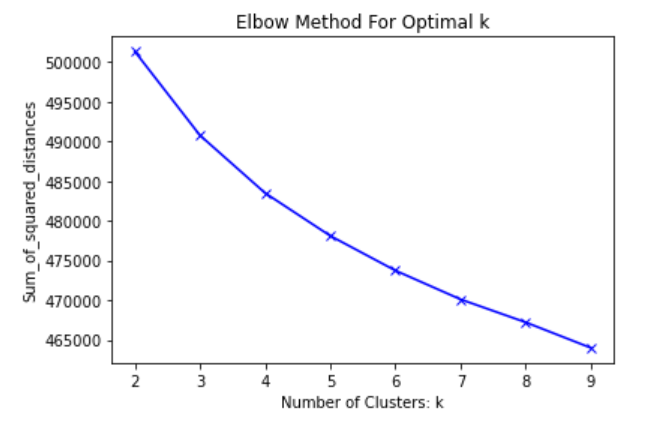 Elbow Method For Optimal k
Sum_of_squared_distances
500000
495000
490000
485000
480000
475000
470000
465000
2 3 4 5 6 7 8 9
Number of Clusters: k